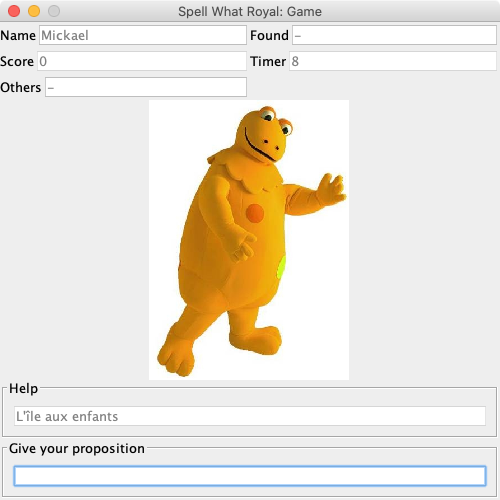 Spell What Royal: Game
Name Mickael Found –
Score 0 Timer 8
Others –
Help
L'île aux enfants
Give your proposition